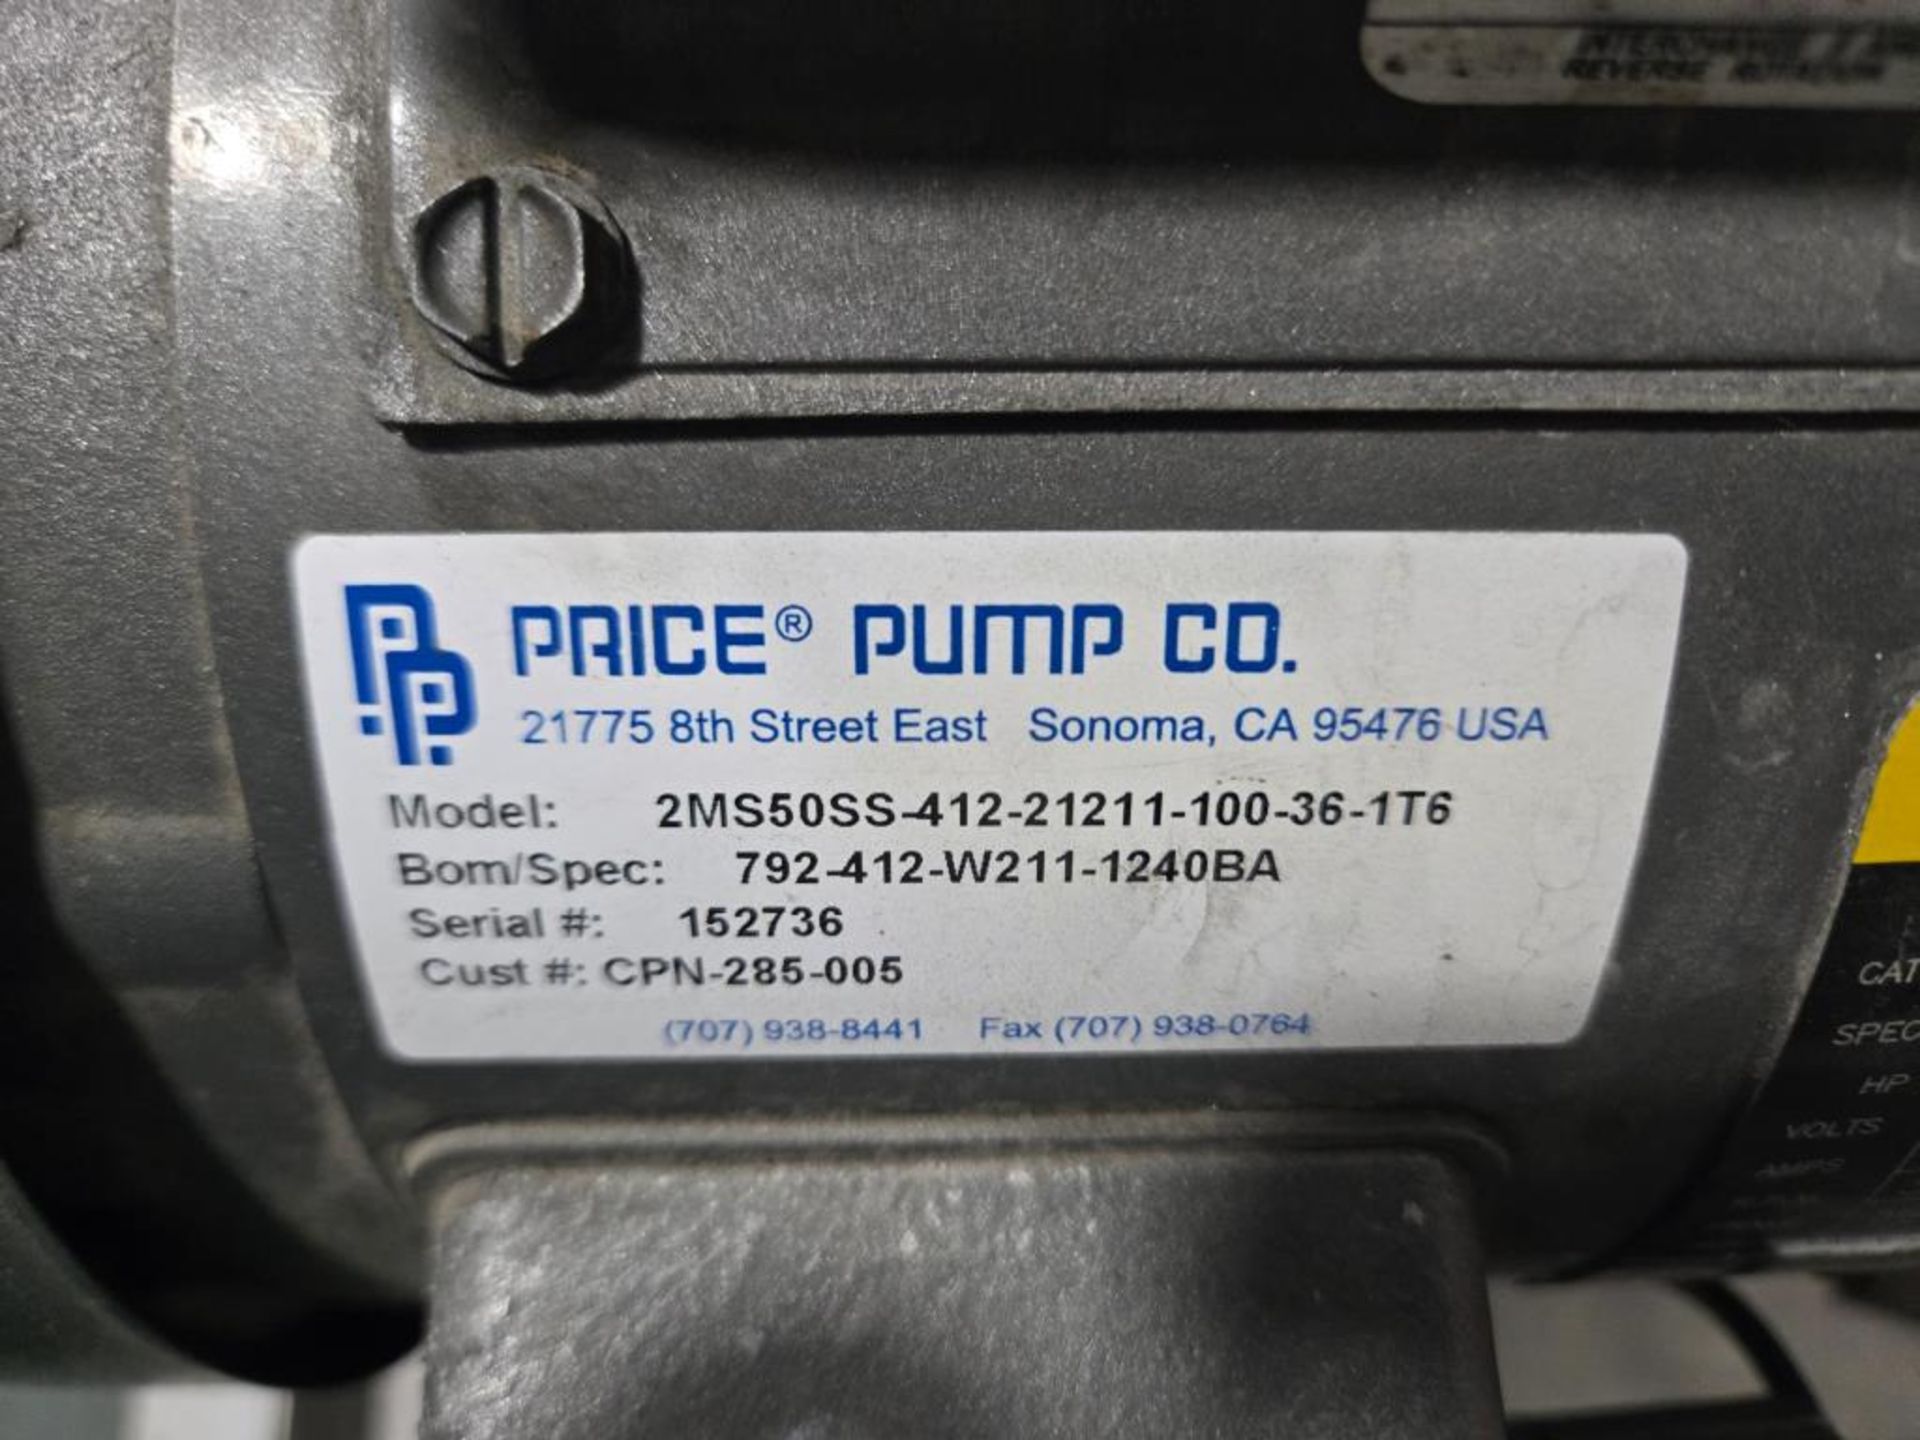 REVERSE ROTATION
PRICE® PUMP CO.
21775 8th Street East Sonoma, CA 95476 USA
Model: 2MS50SS-412-21211-100-36-1T6
Bom/Spec: 792-412-W211-1240BA
Serial #: 152736
Cust #: CPN-285-005
(707) 938-8441 Fax (707) 938-0764
CAT
SPEC
HP
VOLTS
AMPS